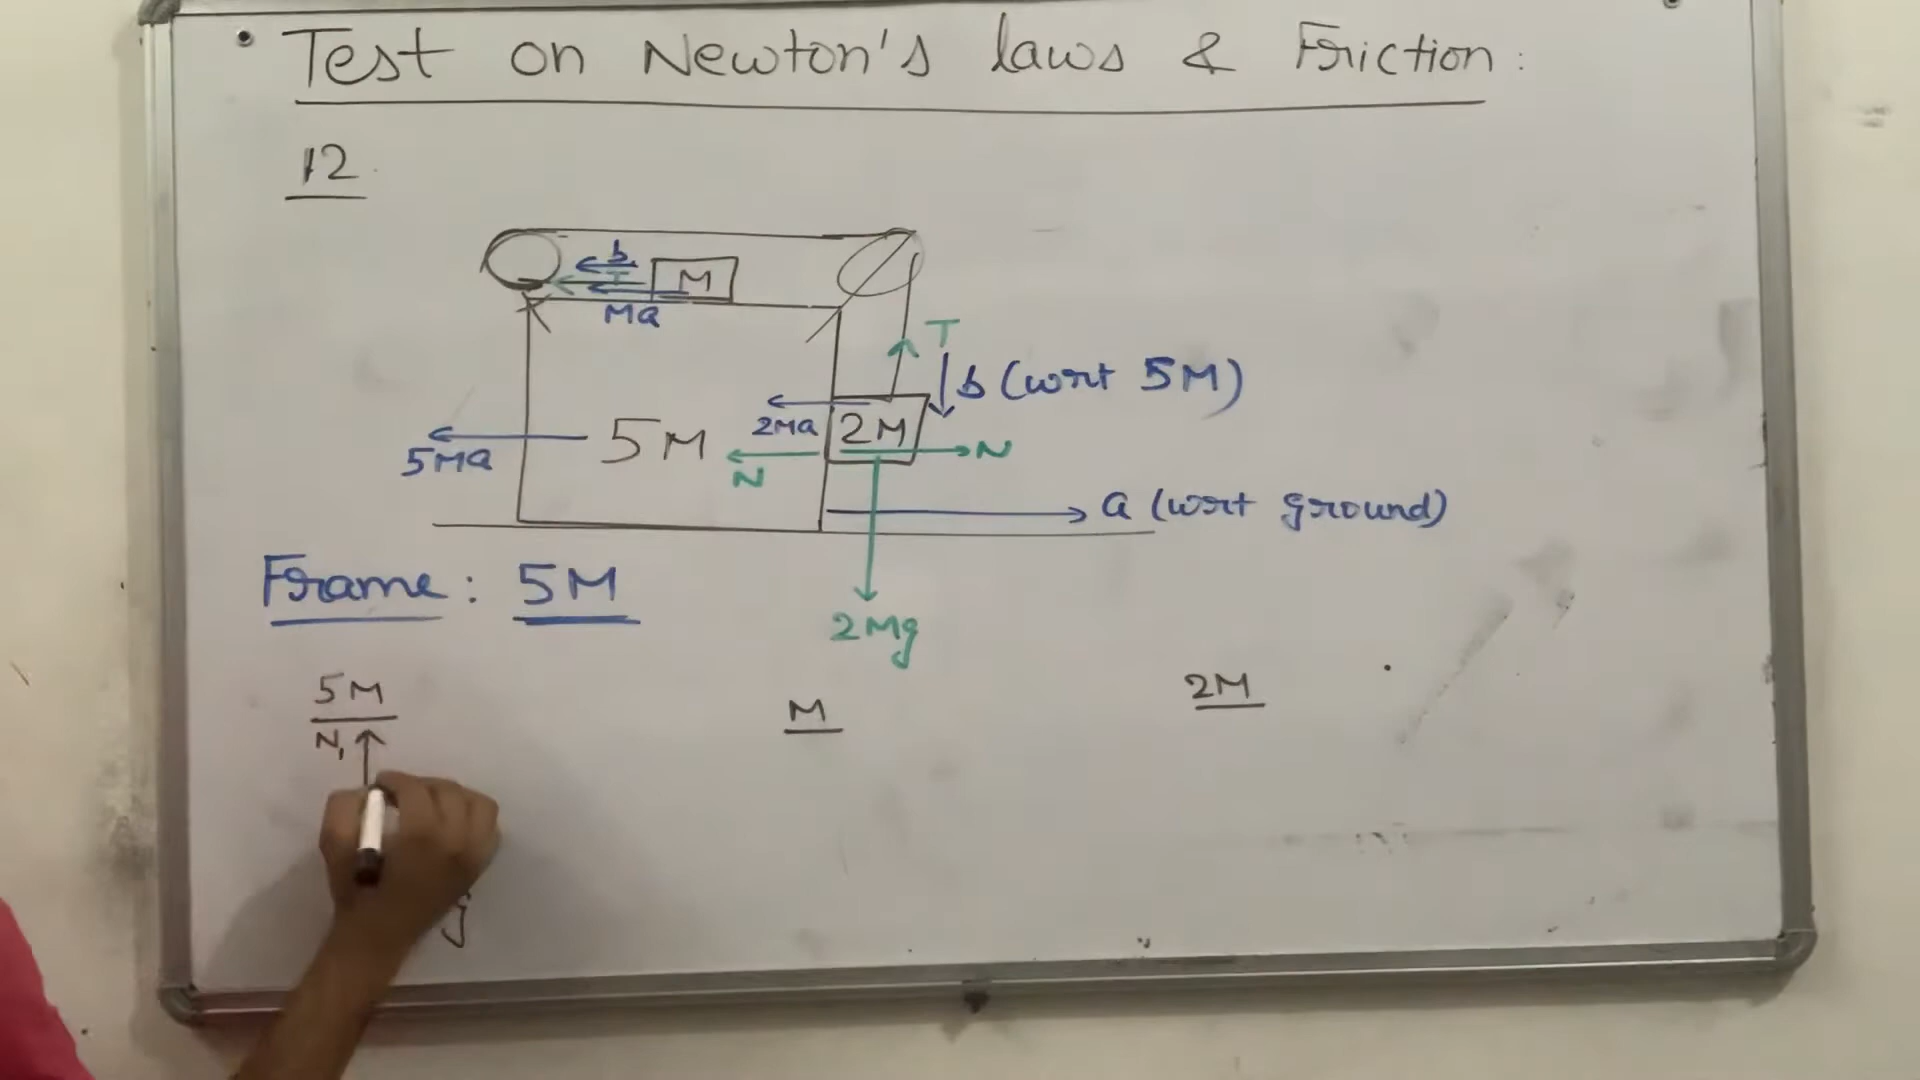 Test on Newton's laws & Friction:
12
b
M
T
Ma
T
b (wrt 5M)
2Ma
2M
5M
5Ma
N
N
a (wrt ground)
Frame: 5M
2Mg
5M
M
2M
N₁